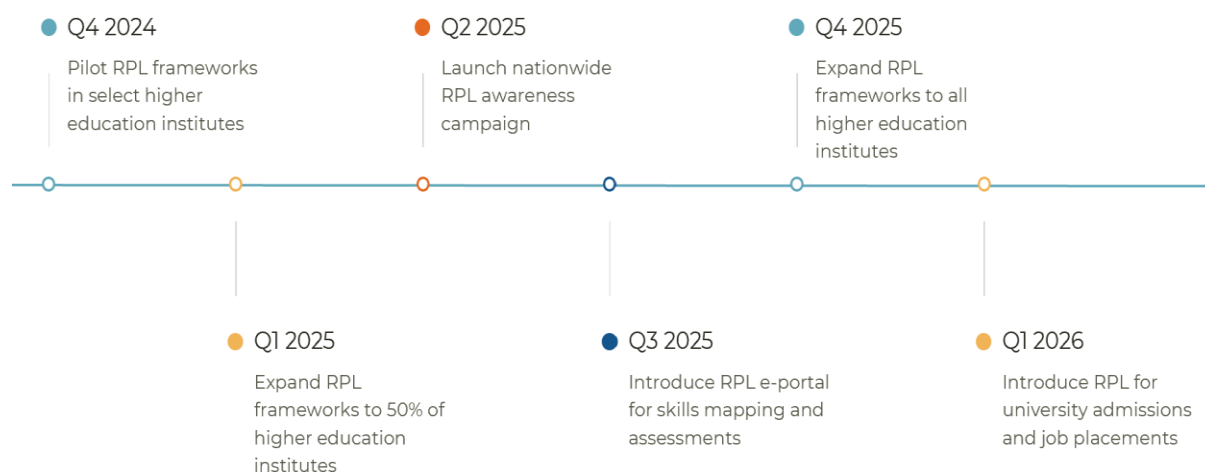 Q4 2024
Pilot RPL frameworks
in select higher
education institutes
Q2 2025
Launch nationwide
RPL awareness
campaign
Q4 2025
Expand RPL
frameworks to all
higher education
institutes
Q1 2025
Expand RPL
frameworks to 50% of
higher education
institutes
Q3 2025
Introduce RPL e-portal
for skills mapping and
assessments
Q1 2026
Introduce RPL for
university admissions
and job placements